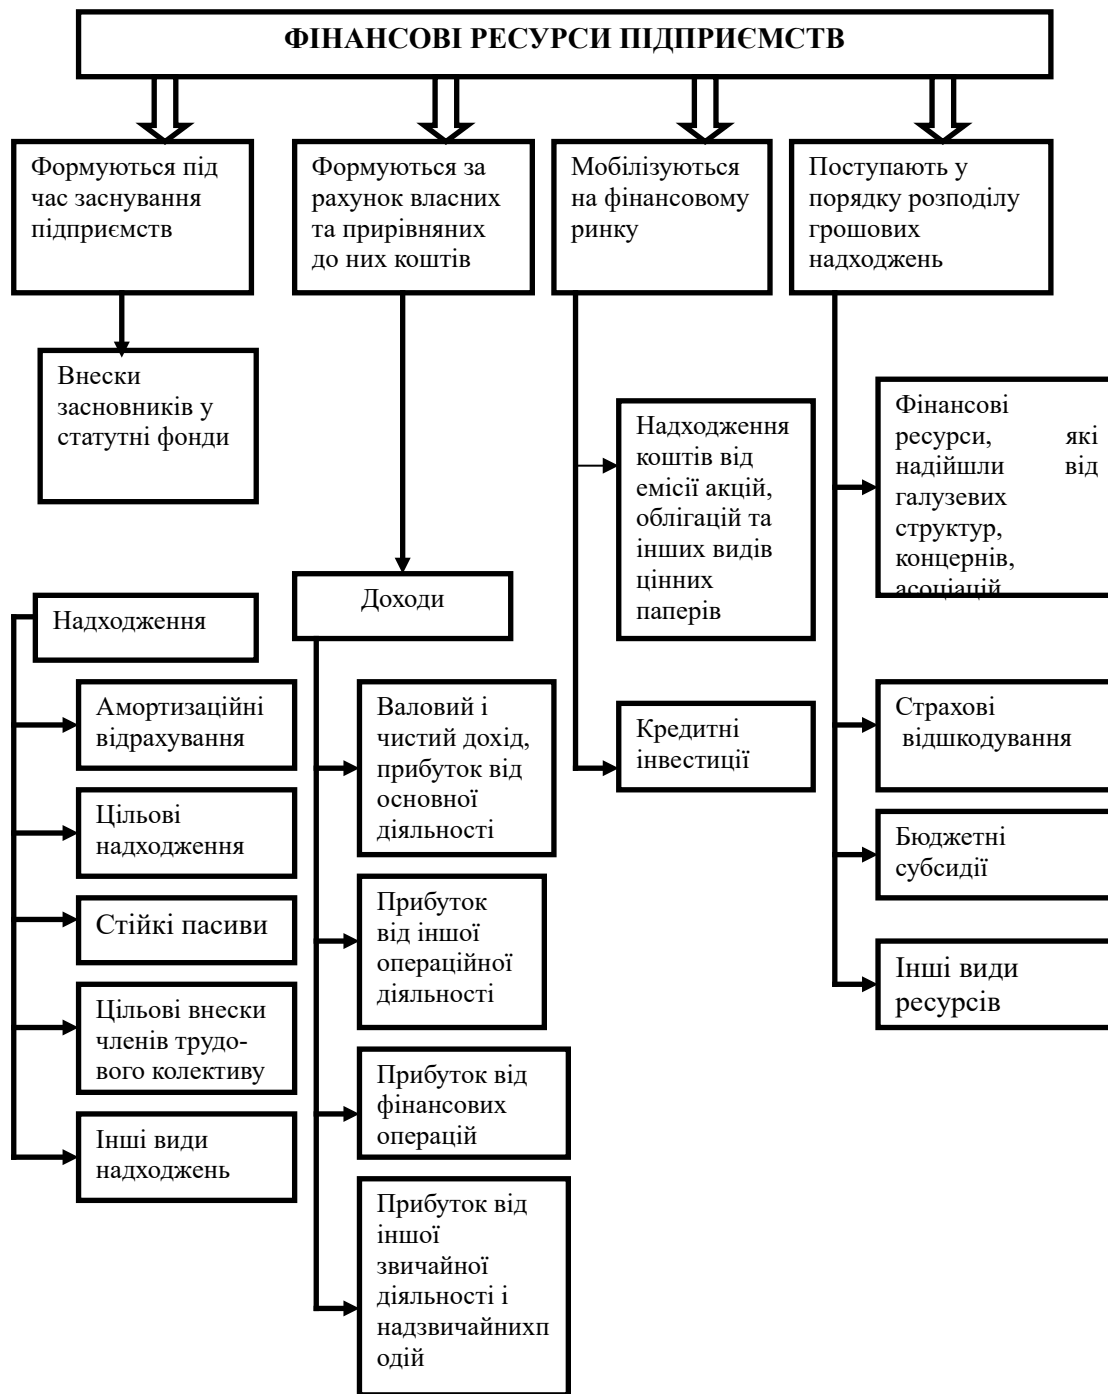 ФІНАНСОВІ РЕСУРСИ ПІДПРИЄМСТВ
Формуються під
час заснування
підприємств
Формуються за
рахунок власних
та прирівняних
до них коштів
Мобілізуються
на фінансовому
ринку
Поступають у
порядку розподілу
грошових
надходжень
Внески
засновників у
статутні фонди
Надходження
Амортизаційні
відрахування
Цільові
надходження
Стійкі пасиви
Цільові внески
членів трудо-
вого колективу
Інші види
надходжень
Доходи
Валовий і
чистий дохід,
прибуток від
основної
діяльності
Прибуток
від іншої
операційної
діяльності
Прибуток від
фінансових
операцій
Прибуток від
іншої
звичайної
діяльності і
надзвичайнихп
одій
Надходження
коштів від
емісії акцій,
облігацій та
інших видів
цінних
паперів
Кредитні
інвестиції
Фінансові
ресурси, які
надійшли від
галузевих
структур,
концернів,
асоціацій
Страхові
відшкодування
Бюджетні
субсидії
Інші види
ресурсів